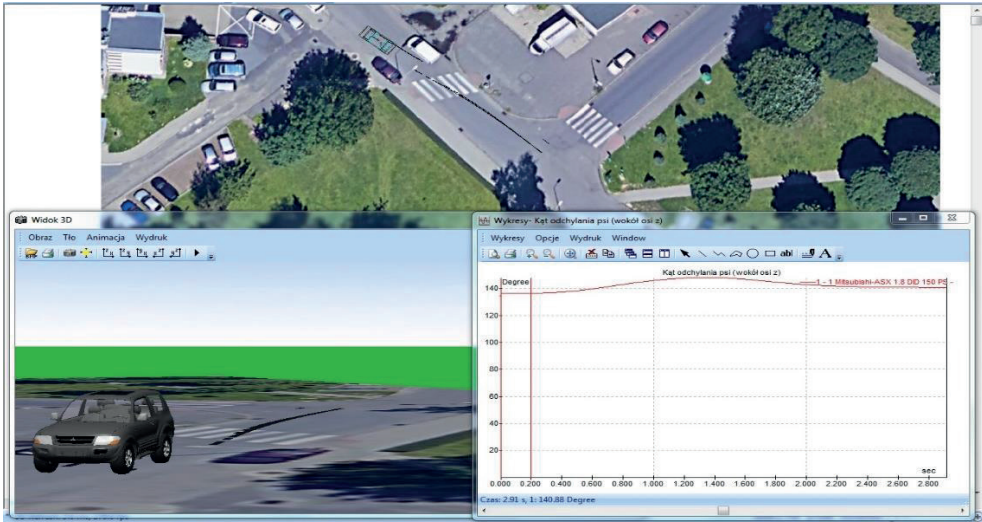 Widok 3D
Obraz Tło Animacja Wydruk
Wykresy- Kąt odchylania psi (wokół osi z)
Wykresy Opcje Wydruk Window
abl A
Kąt odchylania psi (wokół osi z)
Degree
1 - 1 Mitsubishi-ASX 1.8 DID 150 PS -
140
120
100
80
60
40
20
sec
0.000 0.200 0.400 0.600 0.800 1.000 1.200 1.400 1.600 1.800 2.000 2.200 2.400 2.600 2.800
Czas: 2.91 s, 1: 140.88 Degree